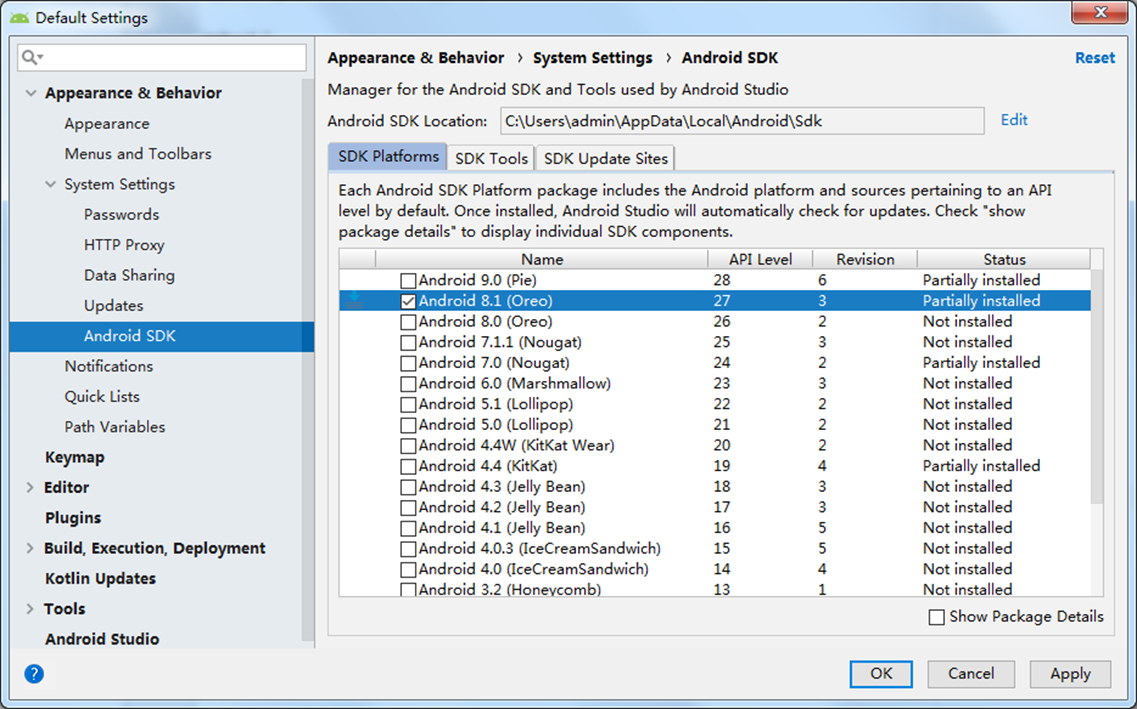 Default Settings
Appearance & Behavior
Appearance
Menus and Toolbars
System Settings
Passwords
HTTP Proxy
Data Sharing
Updates
Android SDK
Notifications
Quick Lists
Path Variables
Keymap
Editor
Plugins
Build, Execution, Deployment
Kotlin Updates
Tools
Android Studio
Appearance & Behavior › System Settings › Android SDK Reset
Manager for the Android SDK and Tools used by Android Studio
Android SDK Location: C:\Users\admin\AppData\Local\Android\Sdk Edit
SDK Platforms SDK Tools SDK Update Sites
Each Android SDK Platform package includes the Android platform and sources pertaining to an API
level by default. Once installed, Android Studio will automatically check for updates. Check "show
package details" to display individual SDK components.
Name API Level Revision Status
Android 9.0 (Pie) 28 6 Partially installed
Android 8.1 (Oreo) 27 3 Partially installed
Android 8.0 (Oreo) 26 2 Not installed
Android 7.1.1 (Nougat) 25 3 Not installed
Android 7.0 (Nougat) 24 2 Partially installed
Android 6.0 (Marshmallow) 23 3 Not installed
Android 5.1 (Lollipop) 22 2 Not installed
Android 5.0 (Lollipop) 21 2 Not installed
Android 4.4W (KitKat Wear) 20 2 Not installed
Android 4.4 (KitKat) 19 4 Partially installed
Android 4.3 (Jelly Bean) 18 3 Not installed
Android 4.2 (Jelly Bean) 17 3 Not installed
Android 4.1 (Jelly Bean) 16 5 Not installed
Android 4.0.3 (IceCreamSandwich) 15 5 Not installed
Android 4.0 (IceCreamSandwich) 14 4 Not installed
Android 3.2 (Honeycomb) 13 1 Not installed
Show Package Details
? OK Cancel Apply